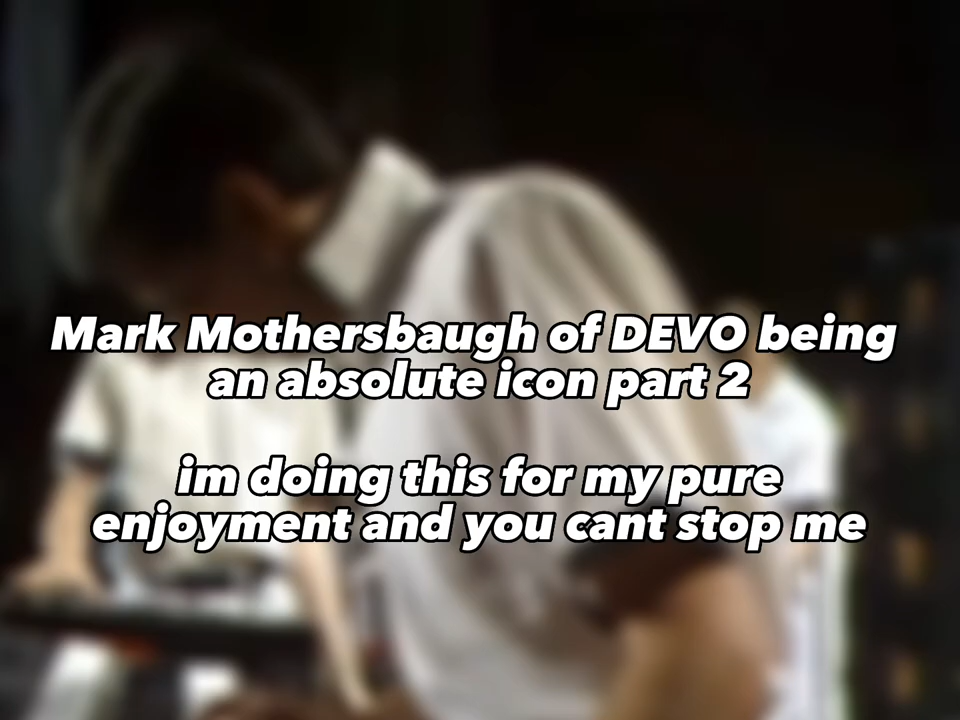 Mark Mothersbaugh of DEVO being
an absolute icon part 2
im doing this for my pure
enjoyment and you cant stop me